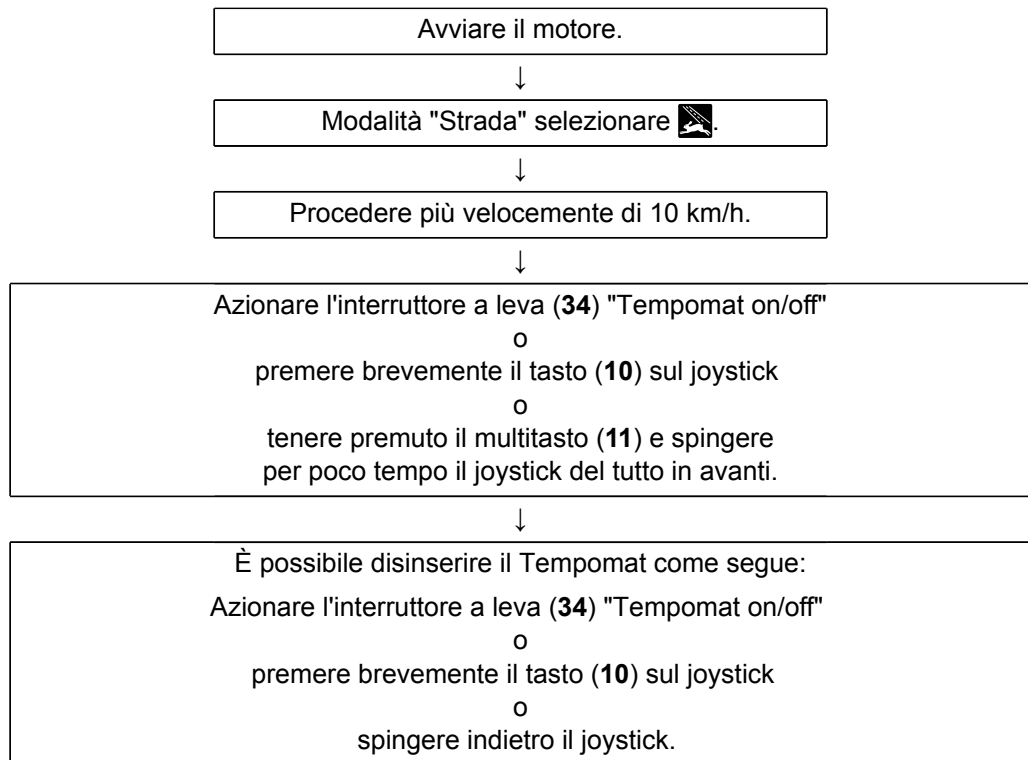 Avviare il motore.
↓
Modalità "Strada" selezionare .
↓
Procedere più velocemente di 10 km/h.
↓
Azionare l'interruttore a leva (34) "Tempomat on/off"
o
premere brevemente il tasto (10) sul joystick
o
tenere premuto il multitasto (11) e spingere
per poco tempo il joystick del tutto in avanti.
↓
È possibile disinserire il Tempomat come segue:
Azionare l'interruttore a leva (34) "Tempomat on/off"
o
premere brevemente il tasto (10) sul joystick
o
spingere indietro il joystick.